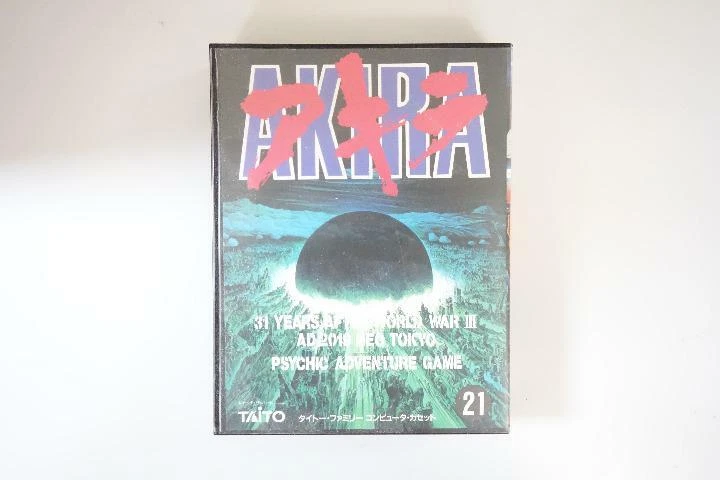 AKIRA
アキラ
31 YEARS AFTER WORLD WAR III
AD.2019 NEO TOKYO
PSYCHIC ADVENTURE GAME
TAITO
タイトー・ファミリーコンピュータ・カセット
21